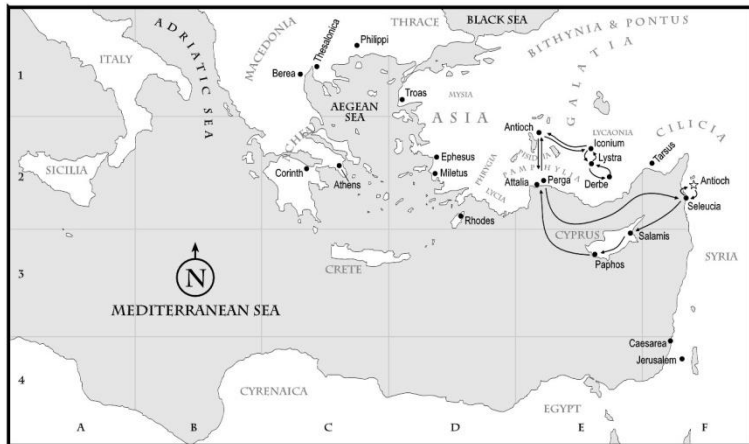 BLACK SEA
THRACE
BITHYNIA & PONTUS
ITALY
ADRIATIC SEA
MACEDONIA
Thessalonica
Philippi
Berea
1
AEGEAN
SEA
Troas
MYSIA
ASIA
GALATIA
Antioch
LYCAONIA
Iconium
Lystra
CILICIA
Tarsus
PISIDIAN
PHRYGIA
PAMPHYLIA
Ephesus
Miletus
Corinth
Athens
SICILIA
2
LYCIA
Attalia
Perga
Derbe
Antioch
Seleucia
Rhodes
CYPRUS
Salamis
Paphos
SYRIA
CRETE
3
N
MEDITERRANEAN SEA
Caesarea
Jerusalem
4
CYRENAICA
EGYPT
A
B
C
D
E
F